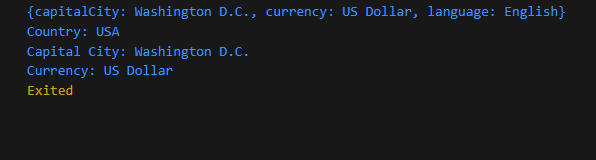 {capitalCity: Washington D.C., currency: US Dollar, language: English}
Country: USA
Capital City: Washington D.C.
Currency: US Dollar
Exited